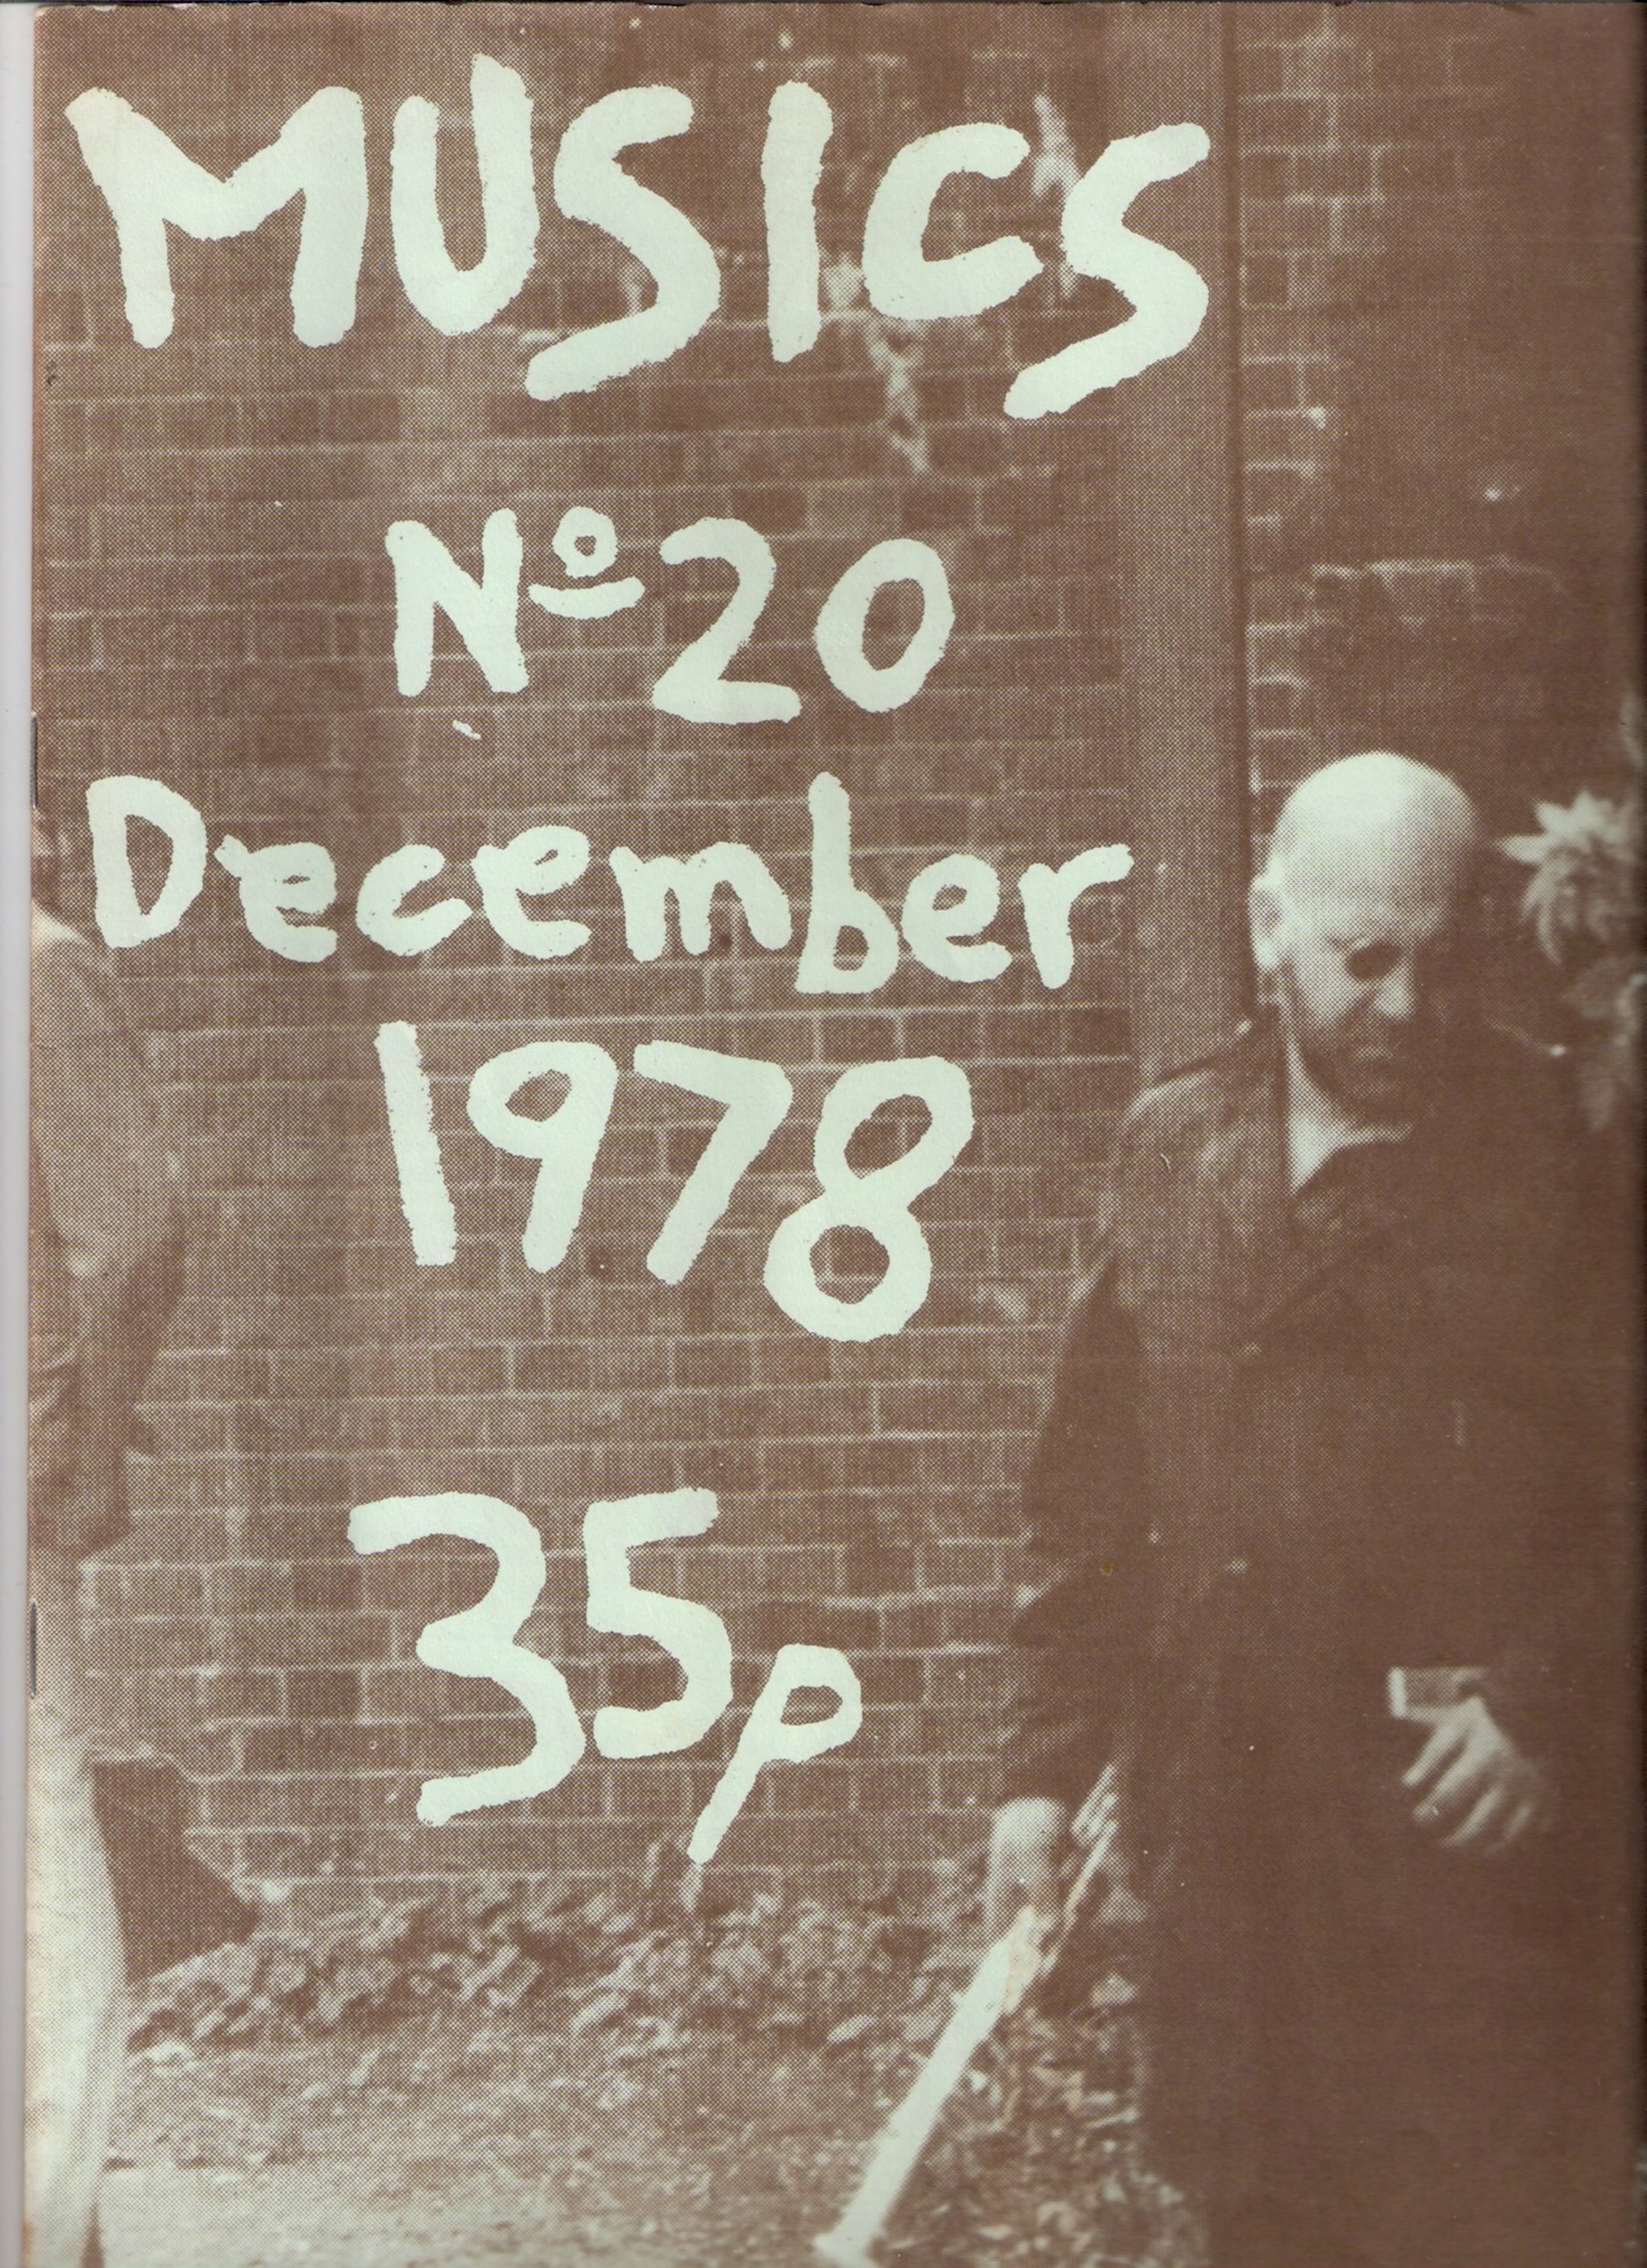 MUSICS
Nº 20
December
1978
35p